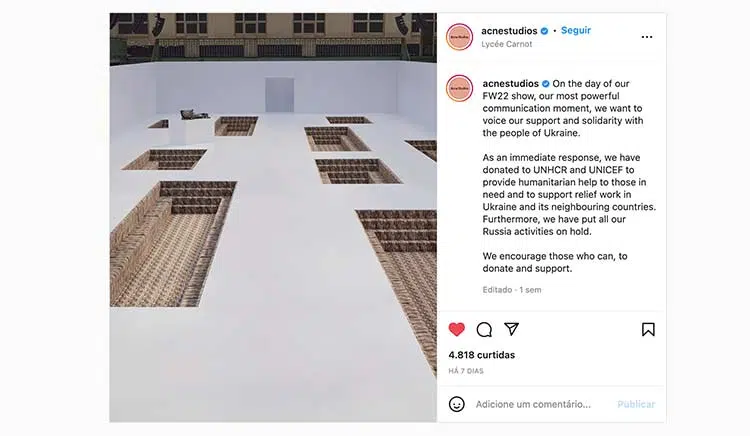 acnestudios • Seguir
Lycée Carnot
acnestudios On the day of our
FW22 show, our most powerful
communication moment, we want to
voice our support and solidarity with
the people of Ukraine.
As an immediate response, we have
donated to UNHCR and UNICEF to
provide humanitarian help to those in
need and to support relief work in
Ukraine and its neighbouring countries.
Furthermore, we have put all our
Russia activities on hold.
We encourage those who can, to
donate and support.
Editado · 1 sem
4.818 curtidas
HÁ 7 DIAS
Adicione um comentário... Publicar